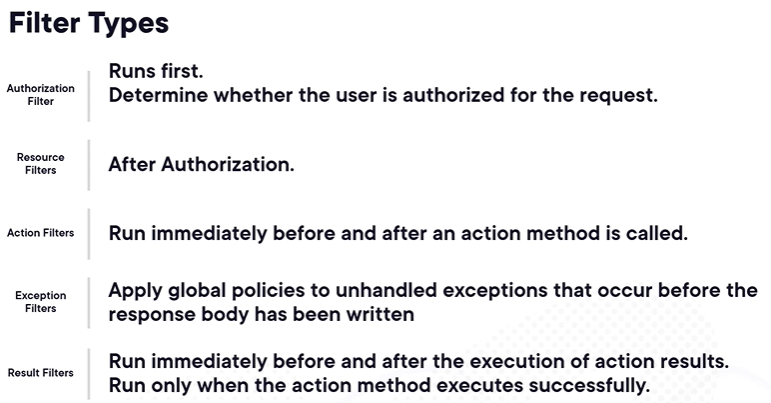 Filter Types
Authorization
Filter
Runs first.
Determine whether the user is authorized for the request.
Resource
Filters
After Authorization.
Action Filters
Run immediately before and after an action method is called.
Exception
Filters
Apply global policies to unhandled exceptions that occur before the
response body has been written
Result Filters
Run immediately before and after the execution of action results.
Run only when the action method executes successfully.